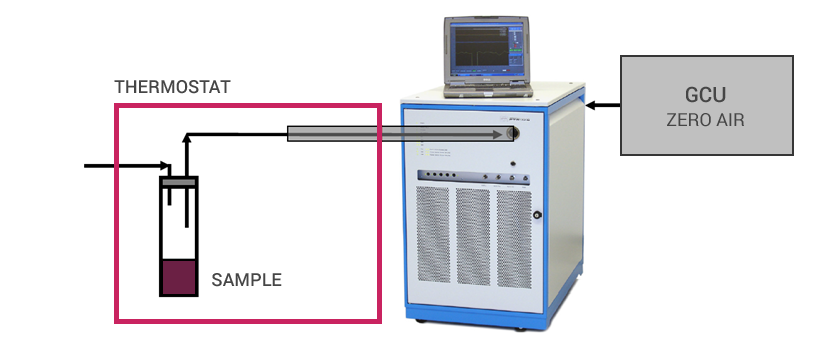 THERMOSTAT
GCU
ZERO AIR
SAMPLE